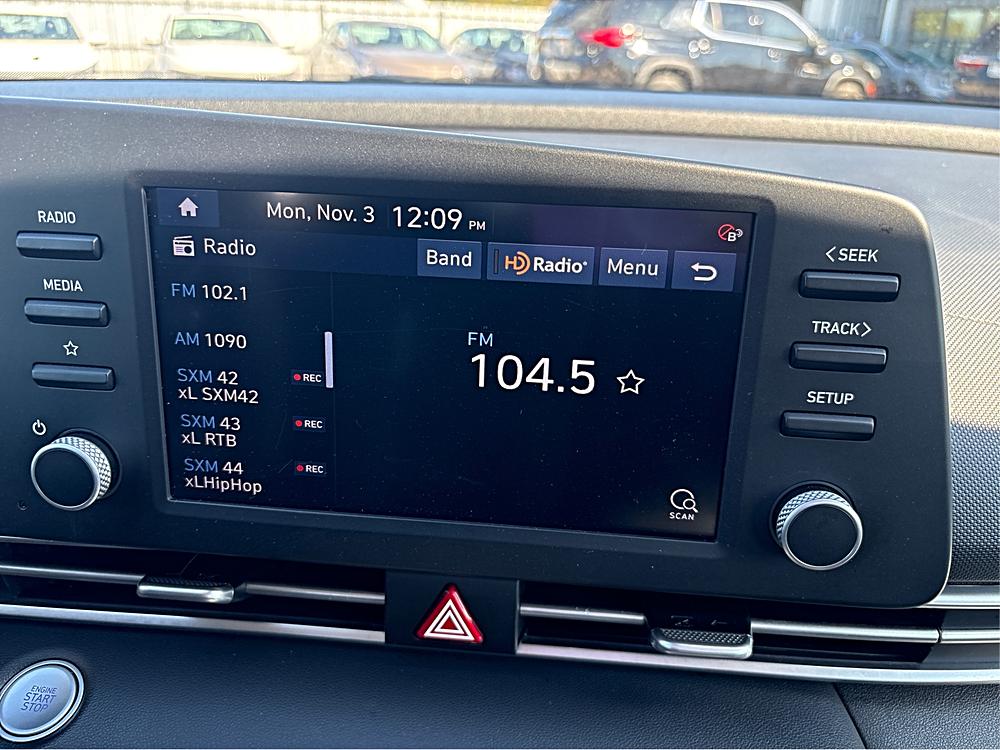 RADIO
MEDIA
Mon, Nov. 3 12:09 PM
B
Radio
Band
HD Radio
Menu
FM 102.1
AM 1090
SXM 42
xL SXM42
REC
SXM 43
xL RTB
REC
SXM 44
xLHipHop
REC
FM
104.5
SCAN
<SEEK
TRACK>
SETUP
ENGINE
START
STOP